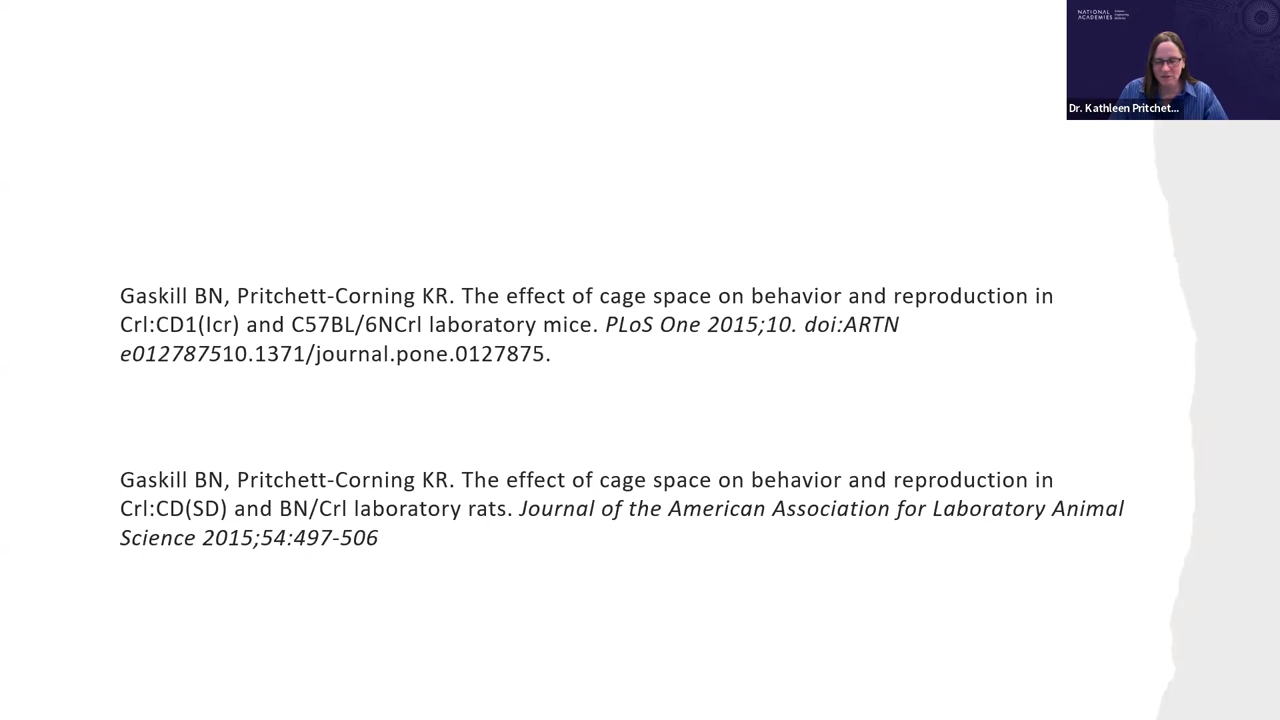 NATIONAL
ACADEMIES
Dr. Kathleen Pritchet...
Gaskill BN, Pritchett-Corning KR. The effect of cage space on behavior and reproduction in
Crl:CD1(Icr) and C57BL/6NCrl laboratory mice. PLoS One 2015;10. doi:ARTN
e012787510.1371/journal.pone.0127875.
Gaskill BN, Pritchett-Corning KR. The effect of cage space on behavior and reproduction in
Crl:CD(SD) and BN/Crl laboratory rats. Journal of the American Association for Laboratory Animal
Science 2015;54:497-506